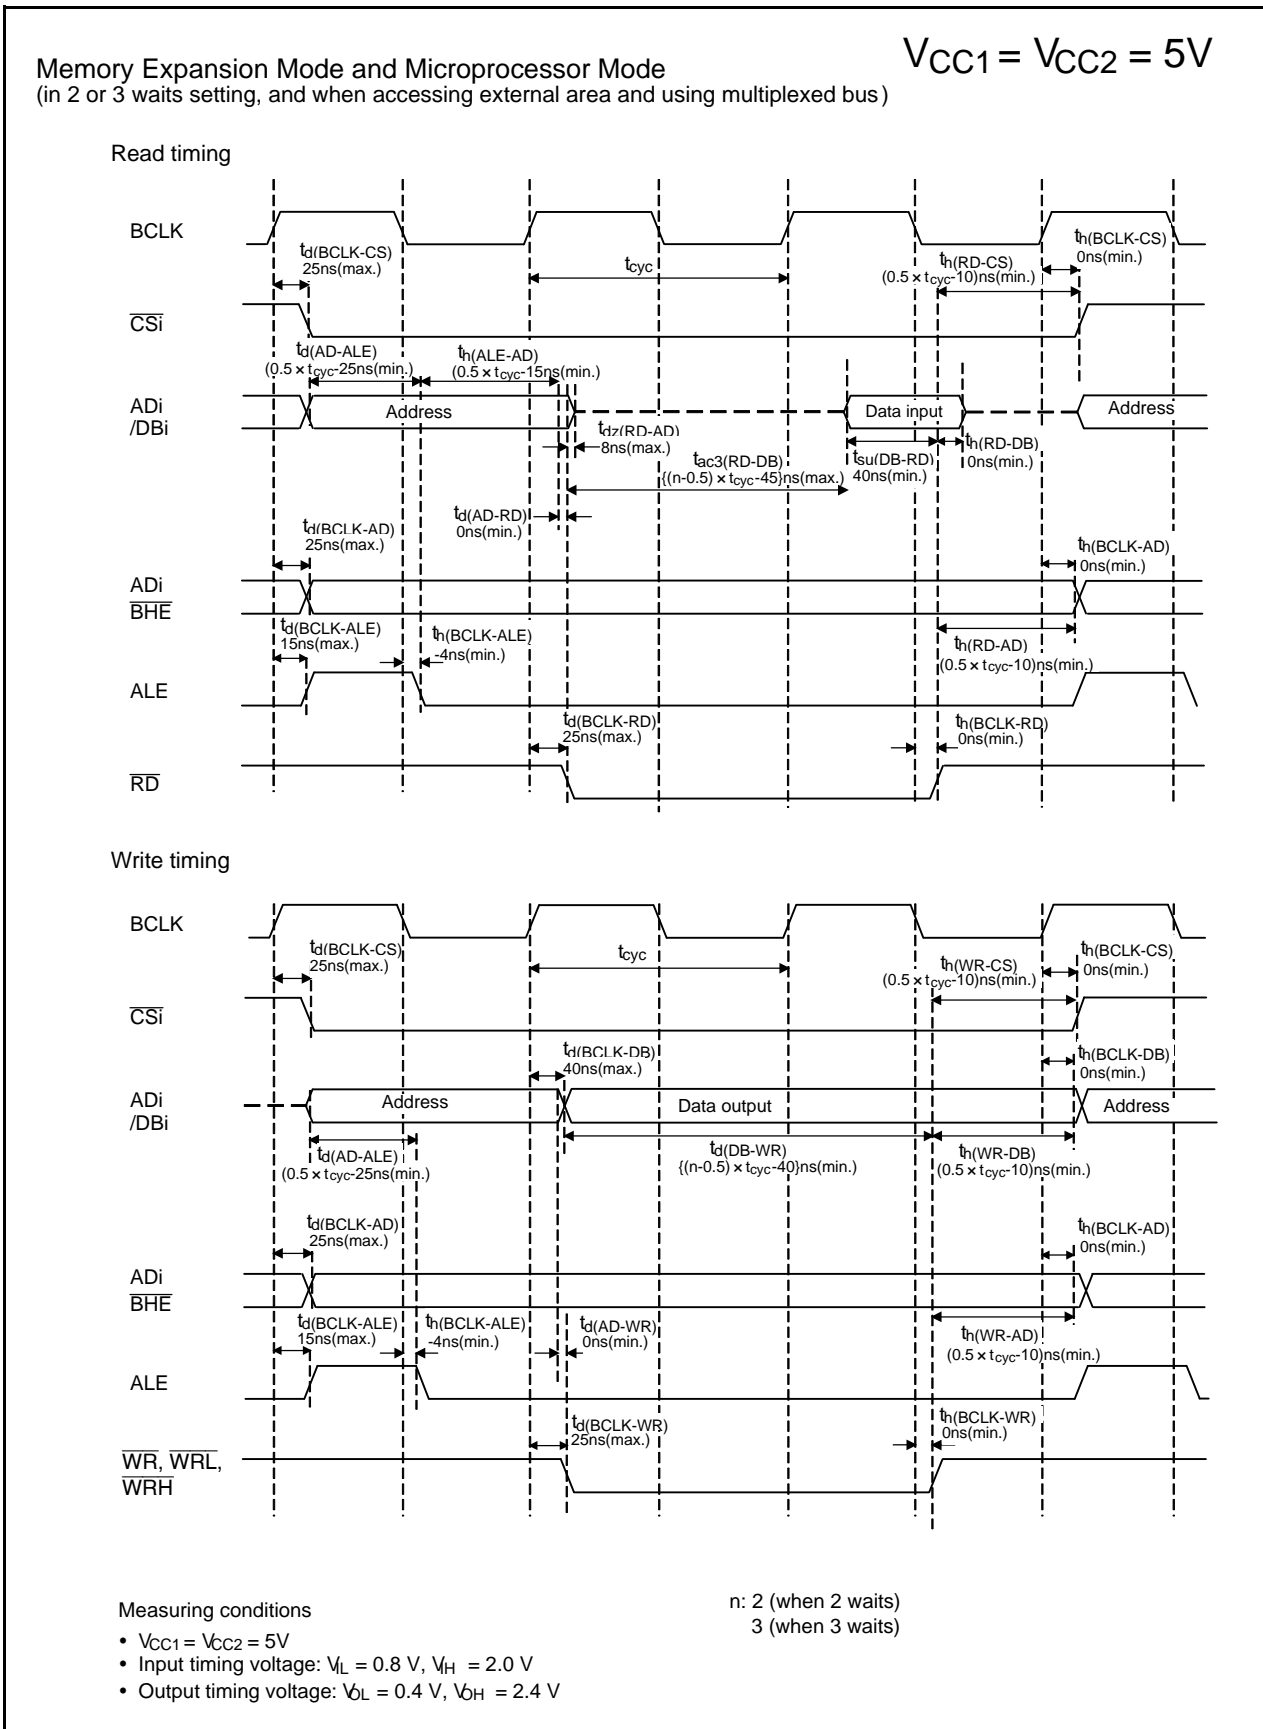 VCC1 = VCC2 = 5V
Memory Expansion Mode and Microprocessor Mode
(in 2 or 3 waits setting, and when accessing external area and using multiplexed bus)
Read timing
BCLK
td(BCLK-CS)
25ns(max.)
tcyc
th(RD-CS)
(0.5 × tcyc-10)ns(min.)
th(BCLK-CS)
0ns(min.)
CSi
td(AD-ALE)
(0.5 × tcyc-25ns(min.)
th(ALE-AD)
(0.5 × tcyc-15ns(min.)
ADi
/DBi
Address
Data input
Address
tdz(RD-AD)
8ns(max.)
tac3(RD-DB)
{(n-0.5) × tcyc-45}ns(max.)
tsu(DB-RD)
40ns(min.)
th(RD-DB)
0ns(min.)
td(AD-RD)
0ns(min.)
td(BCLK-AD)
25ns(max.)
th(BCLK-AD)
0ns(min.)
ADi
BHE
td(BCLK-ALE)
15ns(max.)
th(BCLK-ALE)
-4ns(min.)
th(RD-AD)
(0.5 × tcyc-10)ns(min.)
ALE
td(BCLK-RD)
25ns(max.)
th(BCLK-RD)
0ns(min.)
RD
Write timing
BCLK
td(BCLK-CS)
25ns(max.)
tcyc
th(WR-CS)
(0.5 × tcyc-10)ns(min.)
th(BCLK-CS)
0ns(min.)
CSi
td(BCLK-DB)
40ns(max.)
th(BCLK-DB)
0ns(min.)
ADi
/DBi
Address
Data output
Address
td(AD-ALE)
(0.5 × tcyc-25ns(min.)
td(DB-WR)
{(n-0.5) × tcyc-40}ns(min.)
th(WR-DB)
(0.5 × tcyc-10)ns(min.)
td(BCLK-AD)
25ns(max.)
th(BCLK-AD)
0ns(min.)
ADi
BHE
td(BCLK-ALE)
15ns(max.)
th(BCLK-ALE)
-4ns(min.)
td(AD-WR)
0ns(min.)
th(WR-AD)
(0.5 × tcyc-10)ns(min.)
ALE
td(BCLK-WR)
25ns(max.)
th(BCLK-WR)
0ns(min.)
WR, WRL,
WRH
Measuring conditions
• VCC1 = VCC2 = 5V
• Input timing voltage: VIL = 0.8 V, VIH = 2.0 V
• Output timing voltage: VOL = 0.4 V, VOH = 2.4 V
n: 2 (when 2 waits)
3 (when 3 waits)